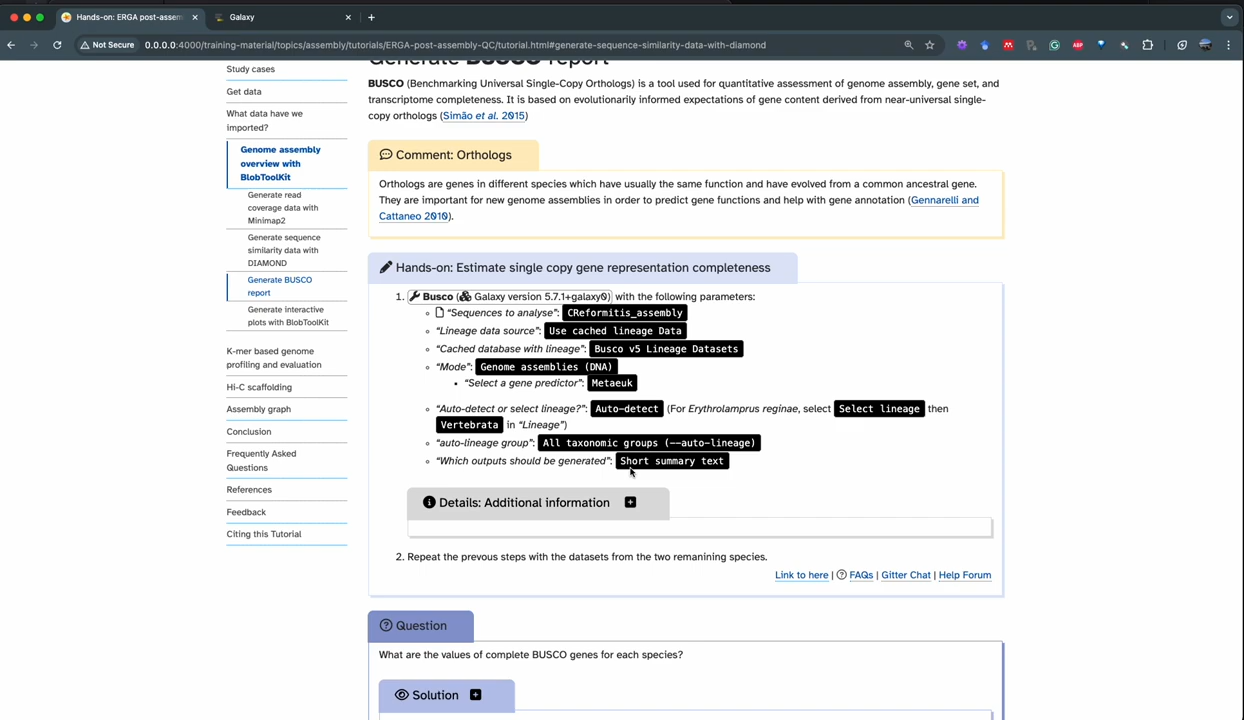 Hands-on: ERGA post-assem
Galaxy
Not Secure
0.0.0.0:4000/training-material/topics/assembly/tutorials/ERGA-post-assembly-QC/tutorial.html#generate-sequence-similarity-data-with-diamond
Study cases
Get data
What data have we
imported?
Genome assembly
overview with
BlobToolKit
Generate read
coverage data with
Minimap2
Generate sequence
similarity data with
DIAMOND
Generate BUSCO
report
Generate interactive
plots with BlobToolKit
K-mer based genome
profiling and evaluation
Hi-C scaffolding
Assembly graph
Conclusion
Frequently Asked
Questions
References
Feedback
Citing this Tutorial
Generate BUSCO report
BUSCO (Benchmarking Universal Single-Copy Orthologs) is a tool used for quantitative assessment of genome assembly, gene set, and
transcriptome completeness. It is based on evolutionarily informed expectations of gene content derived from near-universal single-
copy orthologs (Simão et al. 2015)
Comment: Orthologs
Orthologs are genes in different species which have usually the same function and have evolved from a common ancestral gene.
They are important for new genome assemblies in order to predict gene functions and help with gene annotation (Gennarelli and
Cattaneo 2010).
Hands-on: Estimate single copy gene representation completeness
1. Busco (Galaxy version 5.7.1+galaxy0) with the following parameters:
“Sequences to analyse”: CReformitis_assembly
“Lineage data source”: Use cached lineage Data
“Cached database with lineage”: Busco v5 Lineage Datasets
“Mode”: Genome assemblies (DNA)
“Select a gene predictor”: Metaeuk
“Auto-detect or select lineage?”: Auto-detect (For Erythrolamprus reginae, select Select lineage then
Vertebrata in “Lineage”)
“auto-lineage group”: All taxonomic groups (--auto-lineage)
“Which outputs should be generated”: Short summary text
Details: Additional information
2. Repeat the prevous steps with the datasets from the two remanining species.
Link to here | FAQs | Gitter Chat | Help Forum
Question
What are the values of complete BUSCO genes for each species?
Solution